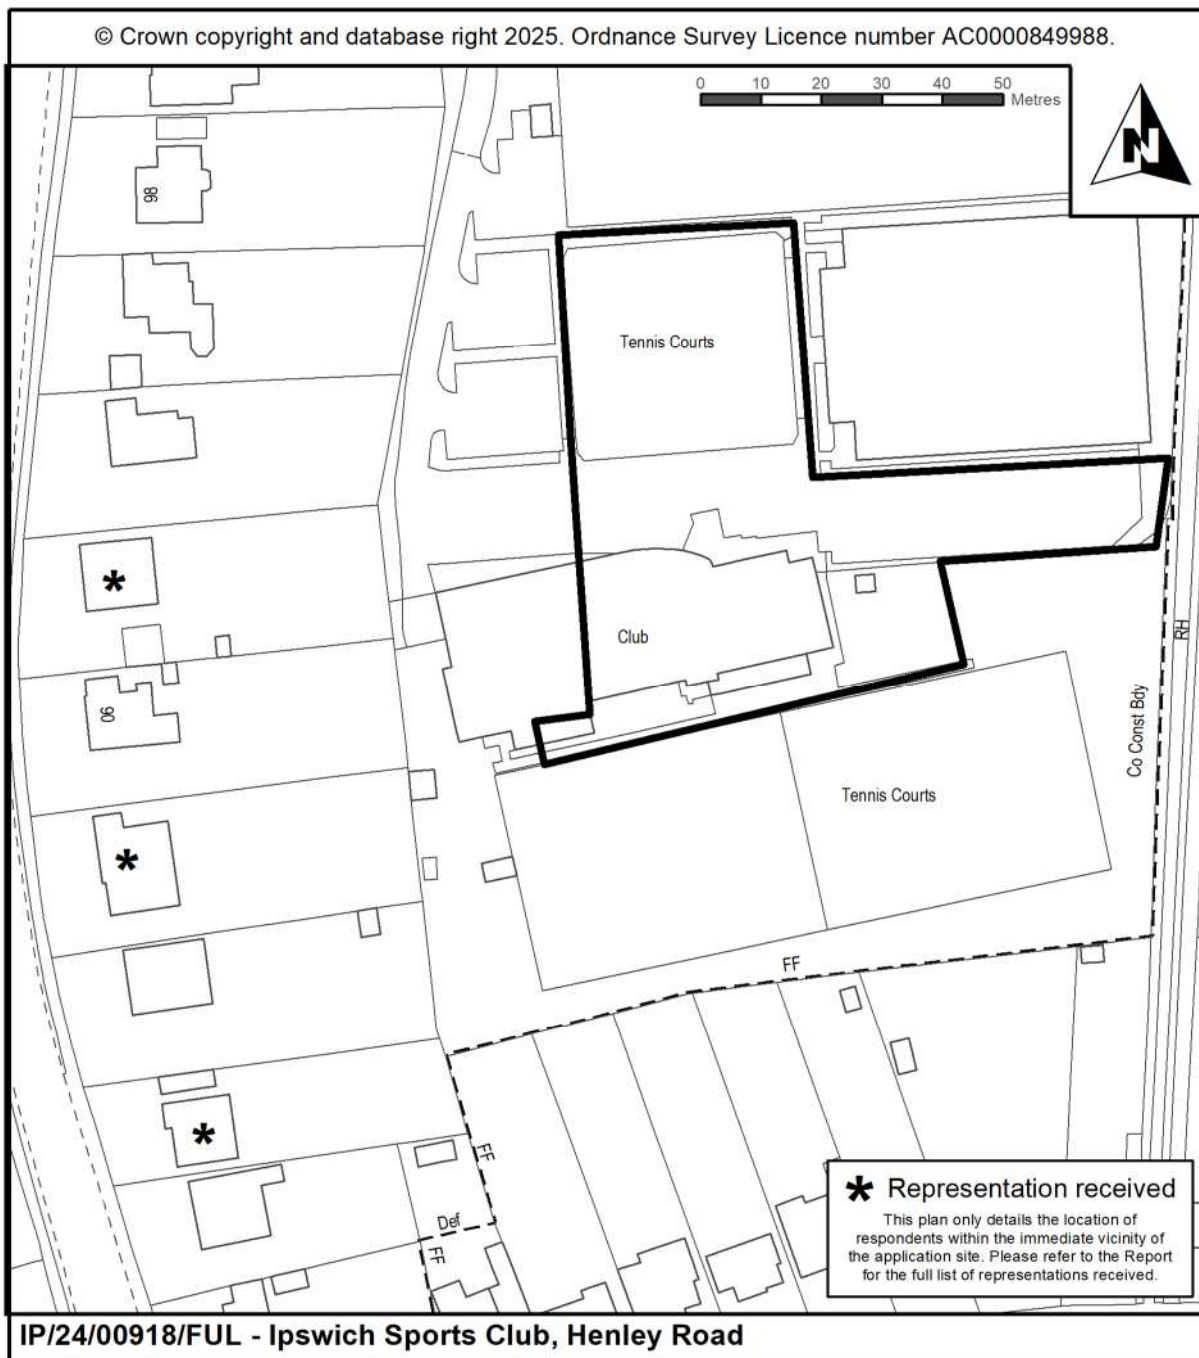 © Crown copyright and database right 2025. Ordnance Survey Licence number AC0000849988.
0 10 20 30 40 50 Metres
N
98
Tennis Courts
Club
RH
90
Co Const Bdy
Tennis Courts
FF
FF
Def
FF
* Representation received
This plan only details the location of
respondents within the immediate vicinity of
the application site. Please refer to the Report
for the full list of representations received.
IP/24/00918/FUL - Ipswich Sports Club, Henley Road